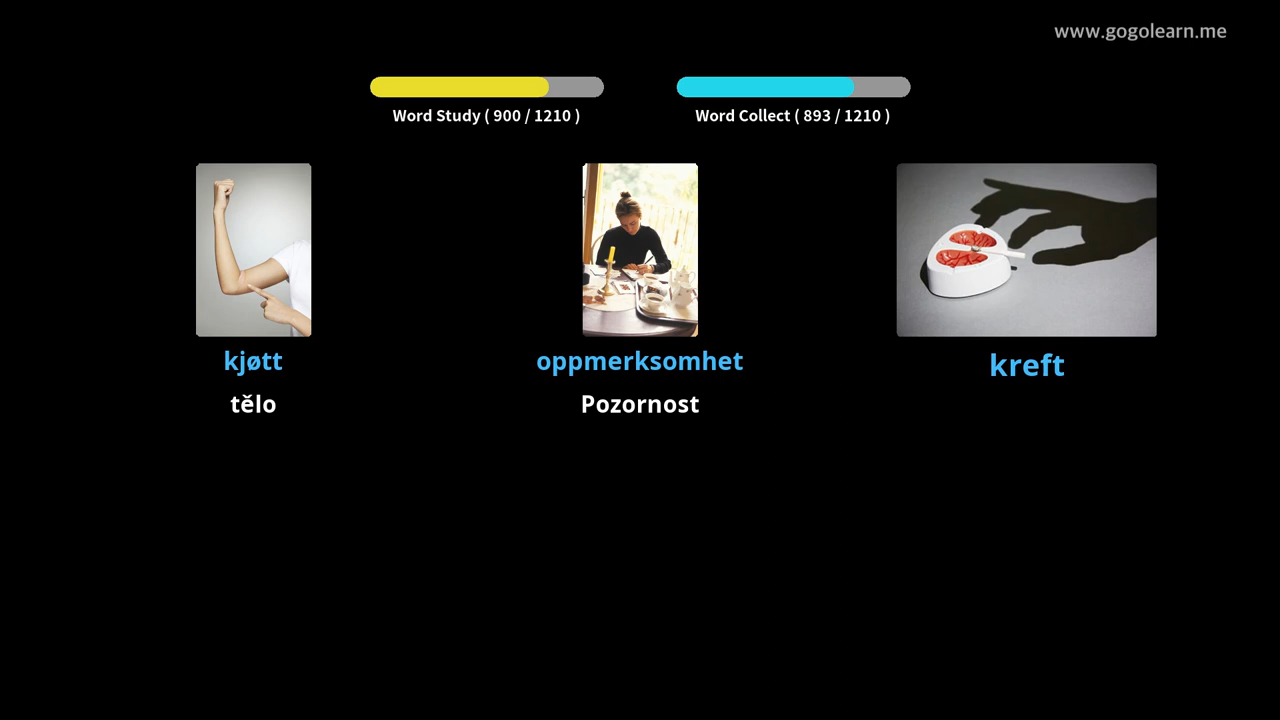 www.gogolearn.me
Word Study ( 900 / 1210 )
Word Collect ( 893 / 1210 )
kjøtt
tělo
oppmerksomhet
Pozornost
kreft